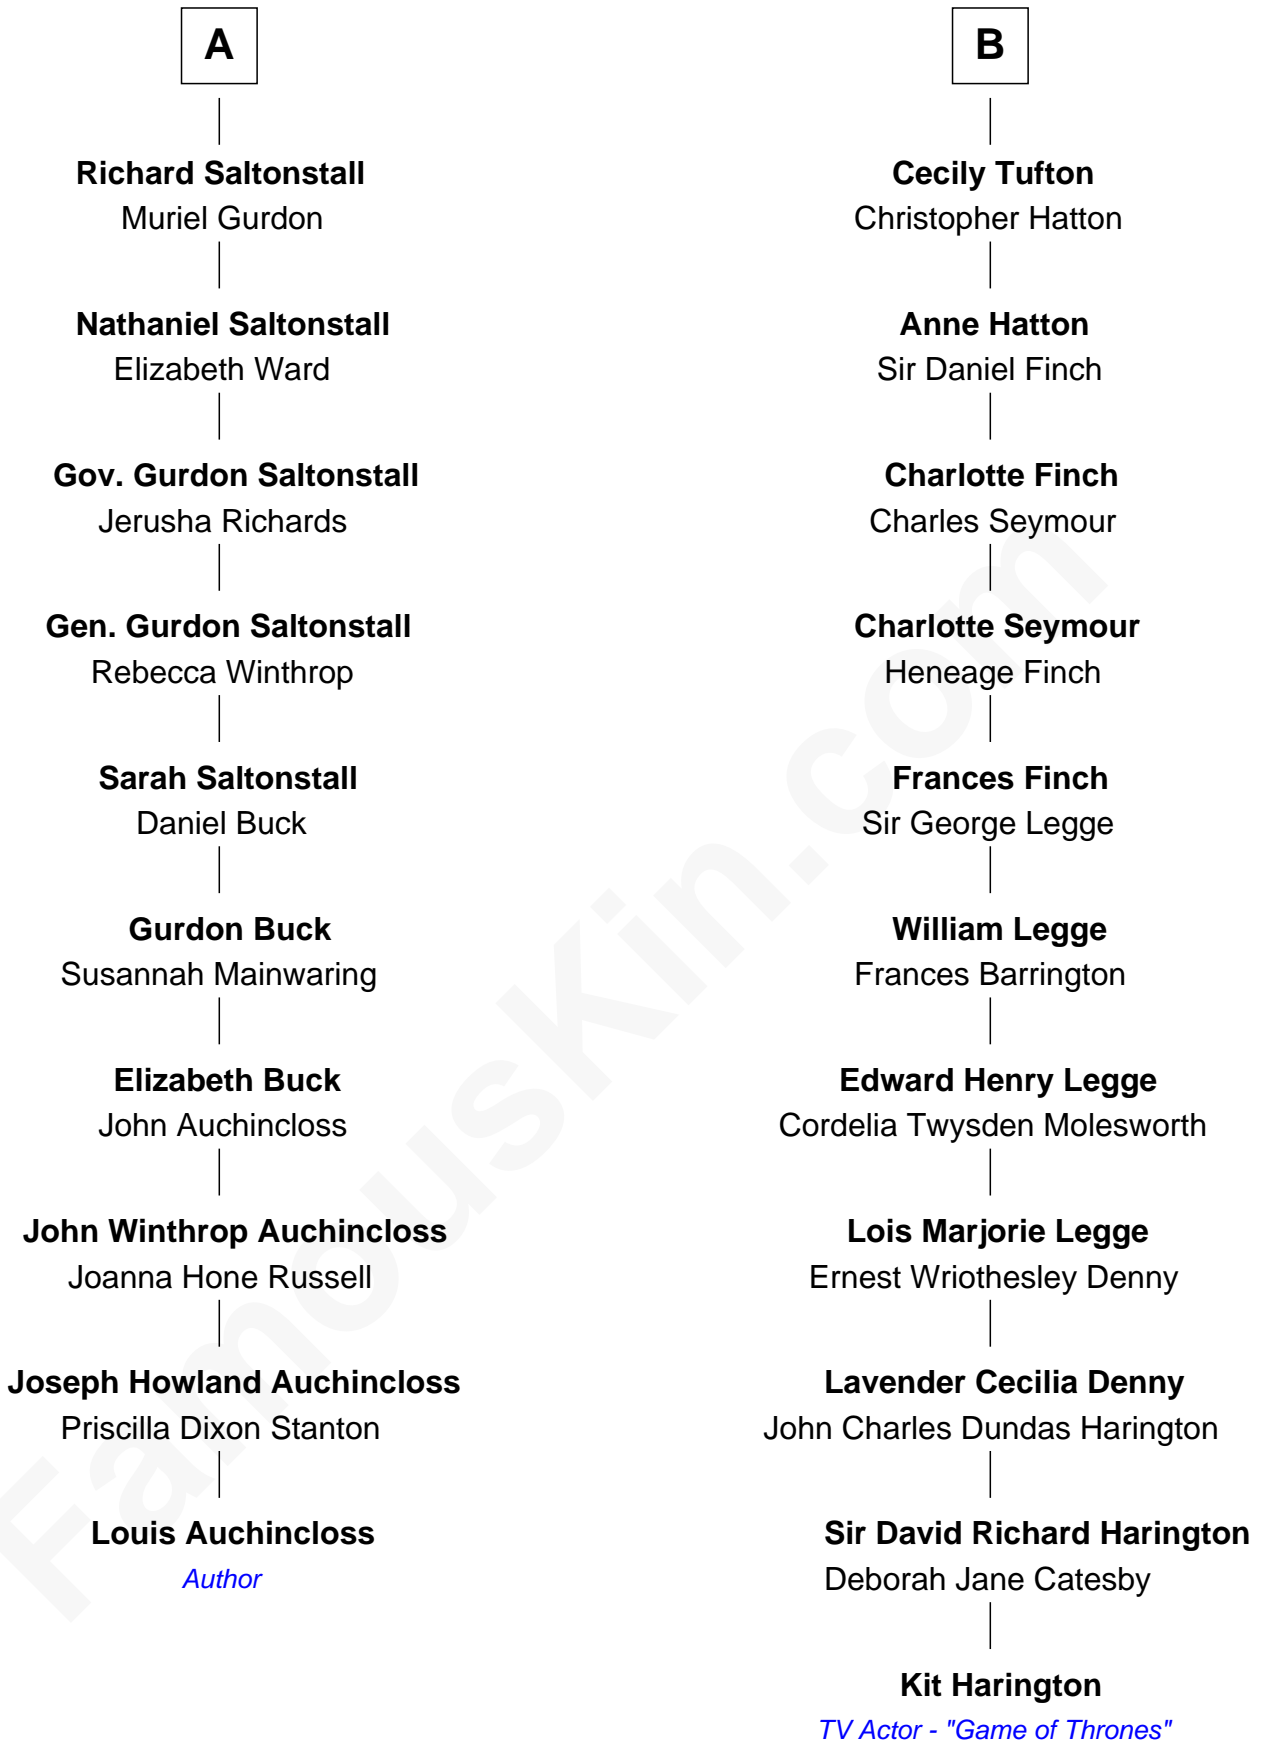 A
Richard Saltonstall
Muriel Gurdon
Nathaniel Saltonstall
Elizabeth Ward
Gov. Gurdon Saltonstall
Jerusha Richards
Gen. Gurdon Saltonstall
Rebecca Winthrop
Sarah Saltonstall
Daniel Buck
Gurdon Buck
Susannah Mainwaring
Elizabeth Buck
John Auchincloss
John Winthrop Auchincloss
Joanna Hone Russell
Joseph Howland Auchincloss
Priscilla Dixon Stanton
Louis Auchincloss
Author
B
Cecily Tufton
Christopher Hatton
Anne Hatton
Sir Daniel Finch
Charlotte Finch
Charles Seymour
Charlotte Seymour
Heneage Finch
Frances Finch
Sir George Legge
William Legge
Frances Barrington
Edward Henry Legge
Cordelia Twysden Molesworth
Lois Marjorie Legge
Ernest Wriothesley Denny
Lavender Cecilia Denny
John Charles Dundas Harington
Sir David Richard Harington
Deborah Jane Catesby
Kit Harington
TV Actor - "Game of Thrones"
FamousKin.com